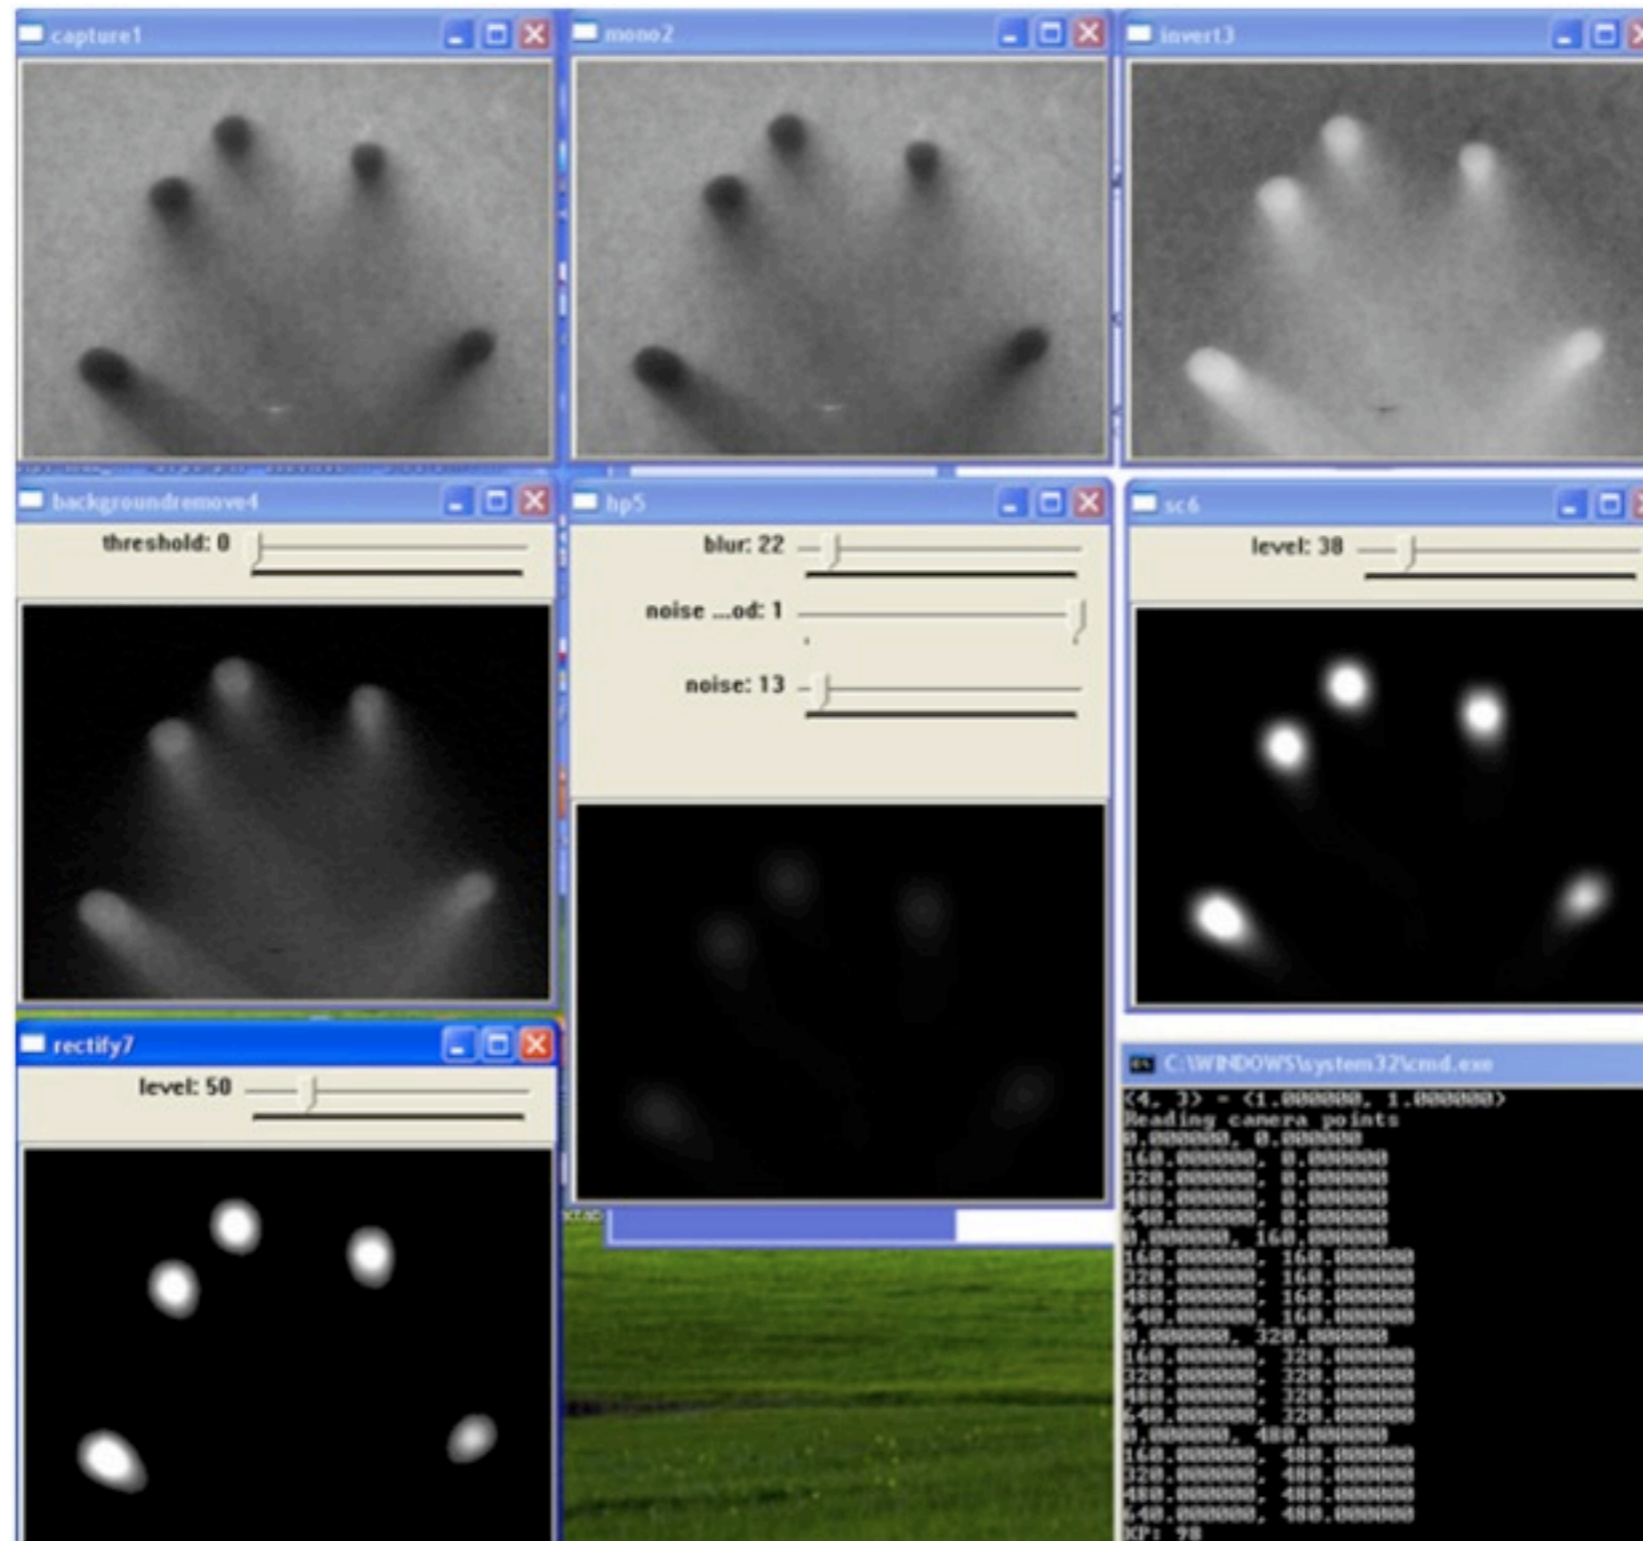 capture1
mono2
invert3
backgroundremove4
threshold: 0
hp5
blur: 22
noise ...od: 1
noise: 13
sc6
level: 38
rectify7
level: 50
C:\WINDOWS\system32\cmd.exe
(4, 3) = (1.000000, 1.000000)
Reading camera points
0.000000, 0.000000
160.000000, 0.000000
320.000000, 0.000000
480.000000, 0.000000
640.000000, 0.000000
0.000000, 160.000000
160.000000, 160.000000
320.000000, 160.000000
480.000000, 160.000000
640.000000, 160.000000
0.000000, 320.000000
160.000000, 320.000000
320.000000, 320.000000
480.000000, 320.000000
640.000000, 320.000000
0.000000, 480.000000
160.000000, 480.000000
320.000000, 480.000000
480.000000, 480.000000
640.000000, 480.000000
XP: 98